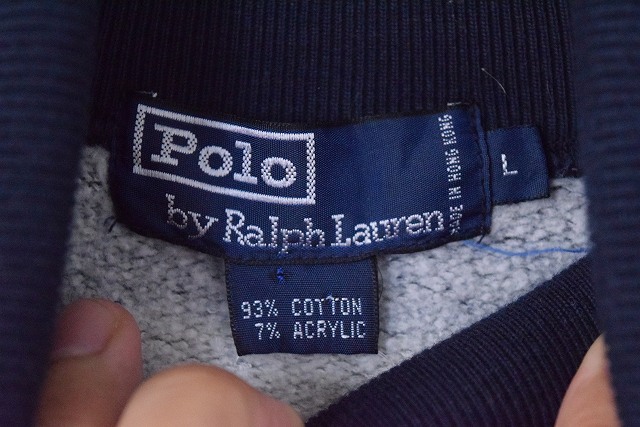 Polo
by Ralph Lauren
MADE IN HONG KONG
L
93% COTTON
7% ACRYLIC